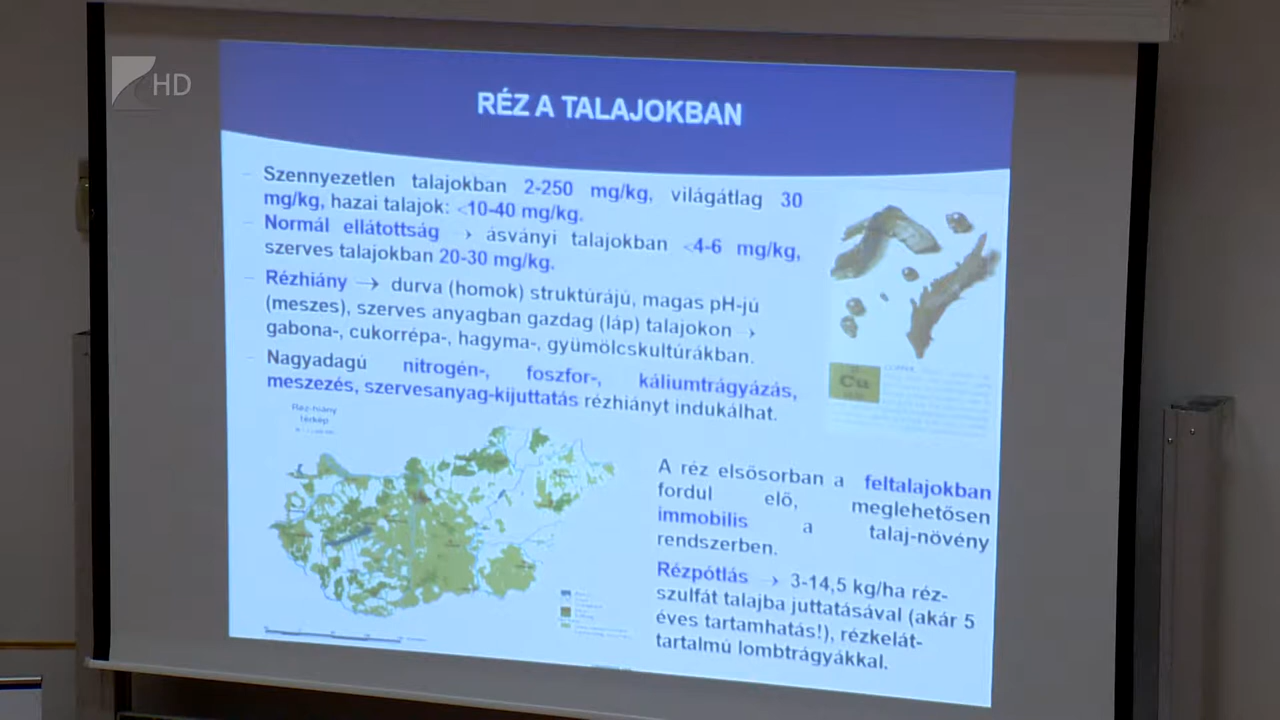 HD
RÉZ A TALAJOKBAN
Szennyezetlen talajokban 2-250 mg/kg, világátlag 30
mg/kg, hazai talajok: <10-40 mg/kg.
Normál ellátottság → ásványi talajokban <4-6 mg/kg,
szerves talajokban 20-30 mg/kg.
Rézhiány → durva (homok) struktúrájú, magas pH-jú
(meszes), szerves anyagban gazdag (láp) talajokon →
gabona-, cukorrépa-, hagyma-, gyümölcskultúrákban.
Nagyadagú nitrogén-, foszfor-, káliumtrágyázás,
meszezés, szervesanyag-kijuttatás rézhiányt indukálhat.
Cu
Réz-hiány
térkép
A réz elsősorban a feltalajokban
fordul elő, meglehetősen
immobilis a talaj-növény
rendszerben.
Rézpótlás → 3-14,5 kg/ha réz-
szulfát talajba juttatásával (akár 5
éves tartamhatás!), rézkelát-
tartalmú lombtrágyákkal.